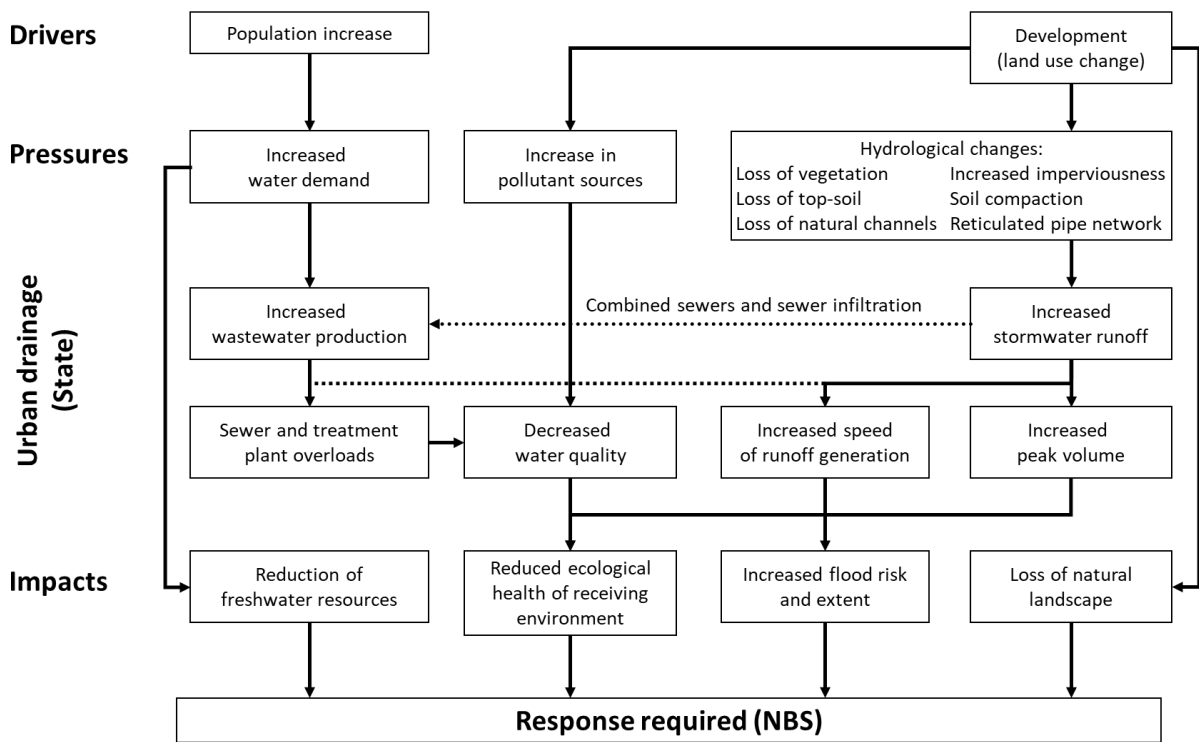 Drivers
Population increase
Development
(land use change)
Pressures
Increased
water demand
Increase in
pollutant sources
Hydrological changes:
Loss of vegetation
Increased imperviousness
Loss of top-soil
Soil compaction
Loss of natural channels
Reticulated pipe network
Urban drainage
(State)
Increased
wastewater production
Combined sewers and sewer infiltration
Increased
stormwater runoff
Sewer and treatment
plant overloads
Decreased
water quality
Increased speed
of runoff generation
Increased
peak volume
Impacts
Reduction of
freshwater resources
Reduced ecological
health of receiving
environment
Increased flood risk
and extent
Loss of natural
landscape
Response required (NBS)